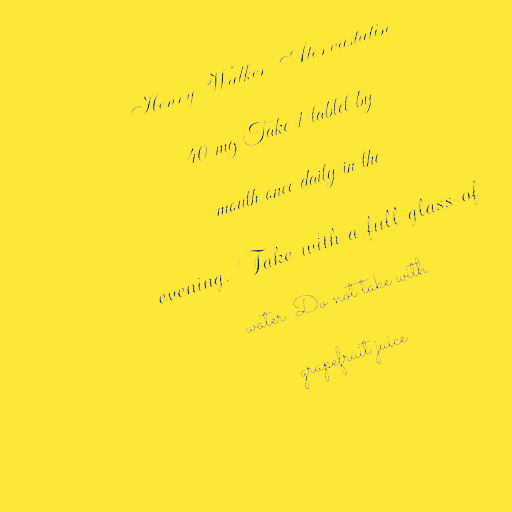 Henry Walker Atorvastatin
40 mg Take 1 tablet by
mouth once daily in the
evening. Take with a full glass of
water Do not take with
grapefruit juice